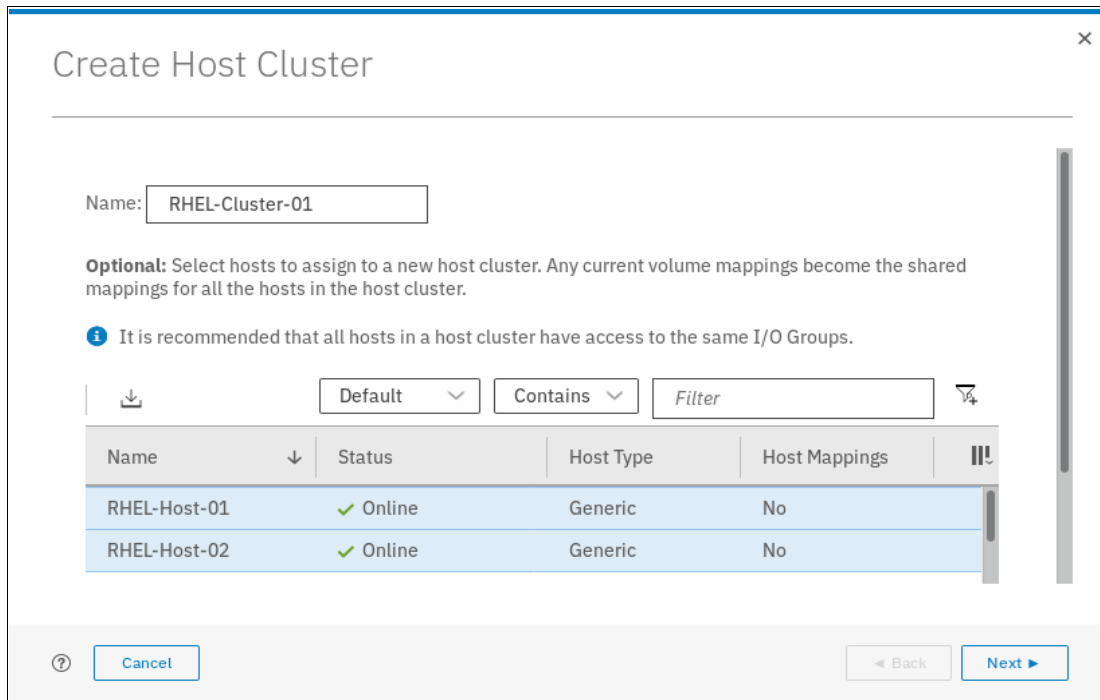 Create Host Cluster
Name: RHEL-Cluster-01
Optional: Select hosts to assign to a new host cluster. Any current volume mappings become the shared
mappings for all the hosts in the host cluster.
It is recommended that all hosts in a host cluster have access to the same I/O Groups.
Default Contains Filter
Name Status Host Type Host Mappings
RHEL-Host-01 Online Generic No
RHEL-Host-02 Online Generic No
Cancel Back Next